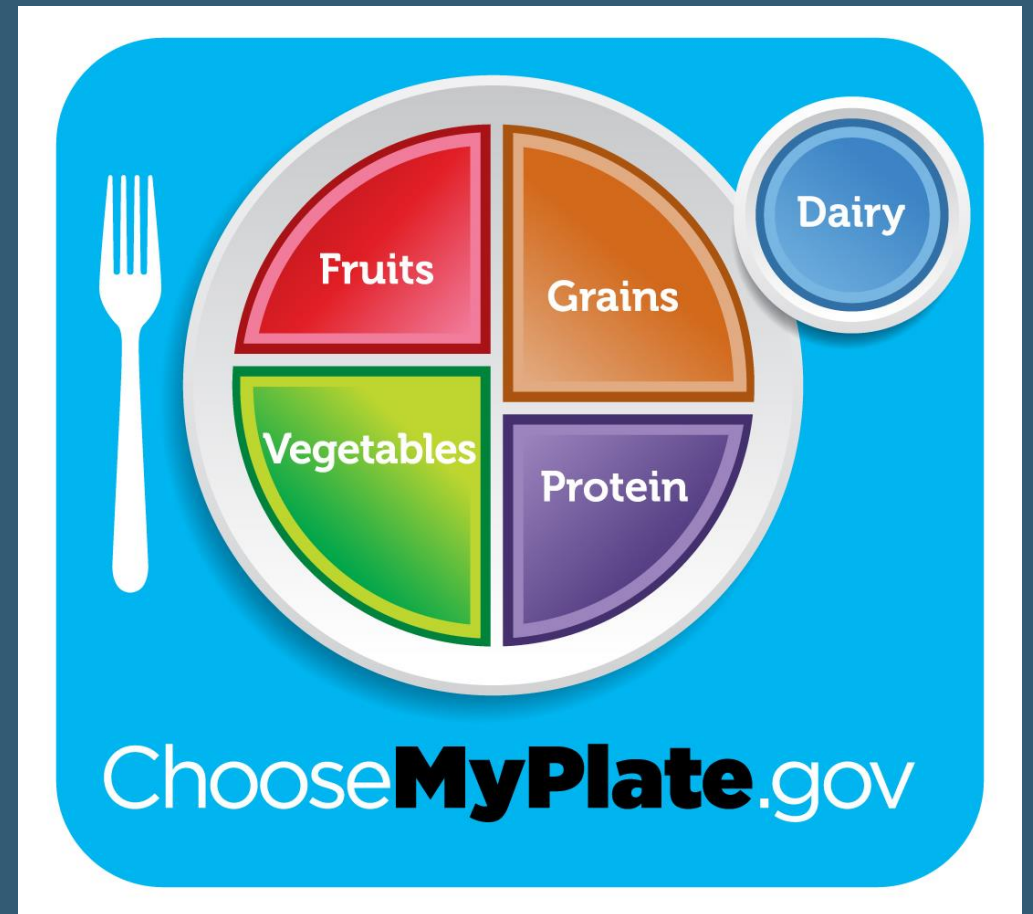 Fruits
Grains
Dairy
Vegetables
Protein
ChooseMyPlate.gov